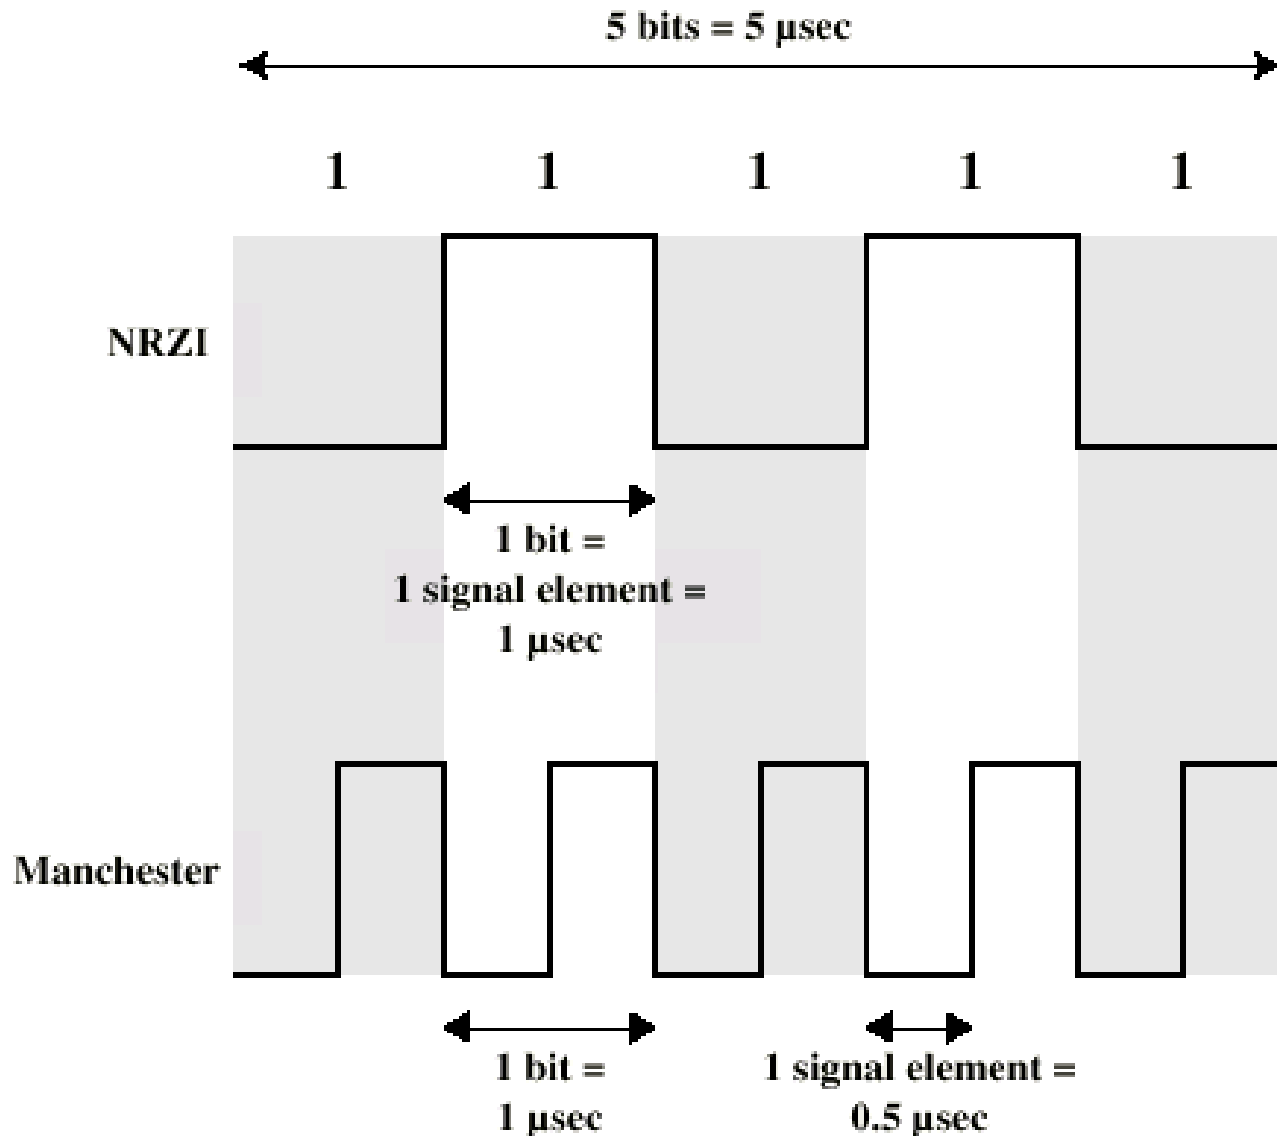 5 bits = 5 μsec
1 1 1 1 1
NRZI
1 bit =
1 signal element =
1 μsec
Manchester
1 bit =
1 μsec
1 signal element =
0.5 μsec